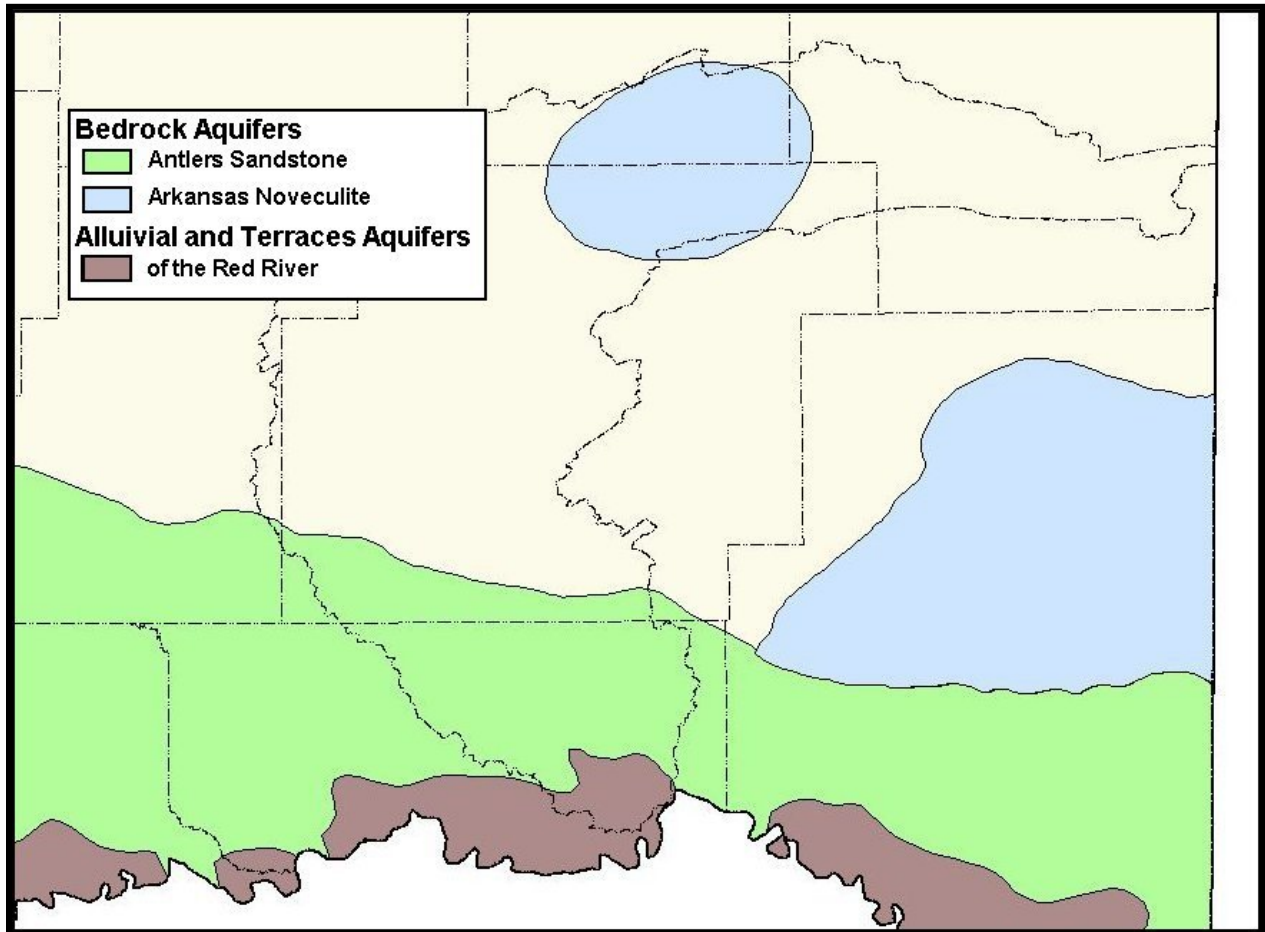 Bedrock Aquifers
Antlers Sandstone
Arkansas Noveculite
Alluivial and Terraces Aquifers
of the Red River